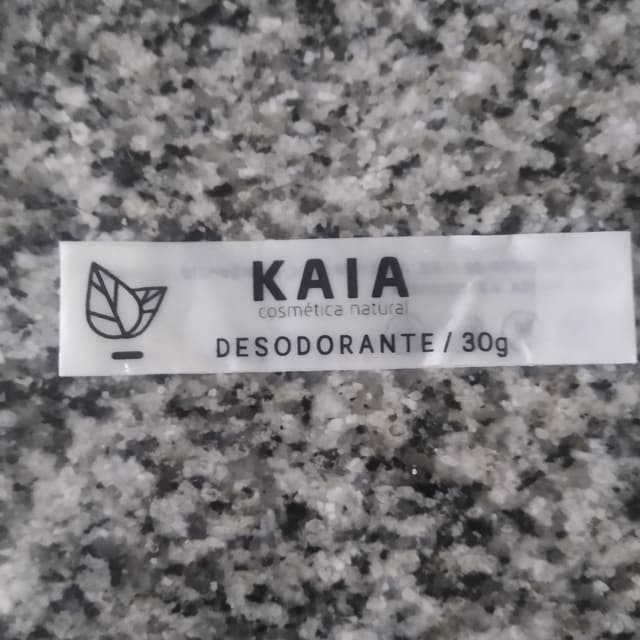 KAIA
cosmética natural
DESODORANTE / 30g